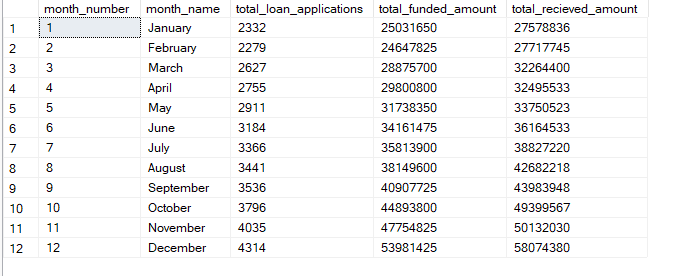 month_number month_name total_loan_applications total_funded_amount total_recieved_amount
1 1 January 2332 25031650 27578836
2 2 February 2279 24647825 27717745
3 3 March 2627 28875700 32264400
4 4 April 2755 29800800 32495533
5 5 May 2911 31738350 33750523
6 6 June 3184 34161475 36164533
7 7 July 3366 35813900 38827220
8 8 August 3441 38149600 42682218
9 9 September 3536 40907725 43983948
10 10 October 3796 44893800 49399567
11 11 November 4035 47754825 50132030
12 12 December 4314 53981425 58074380